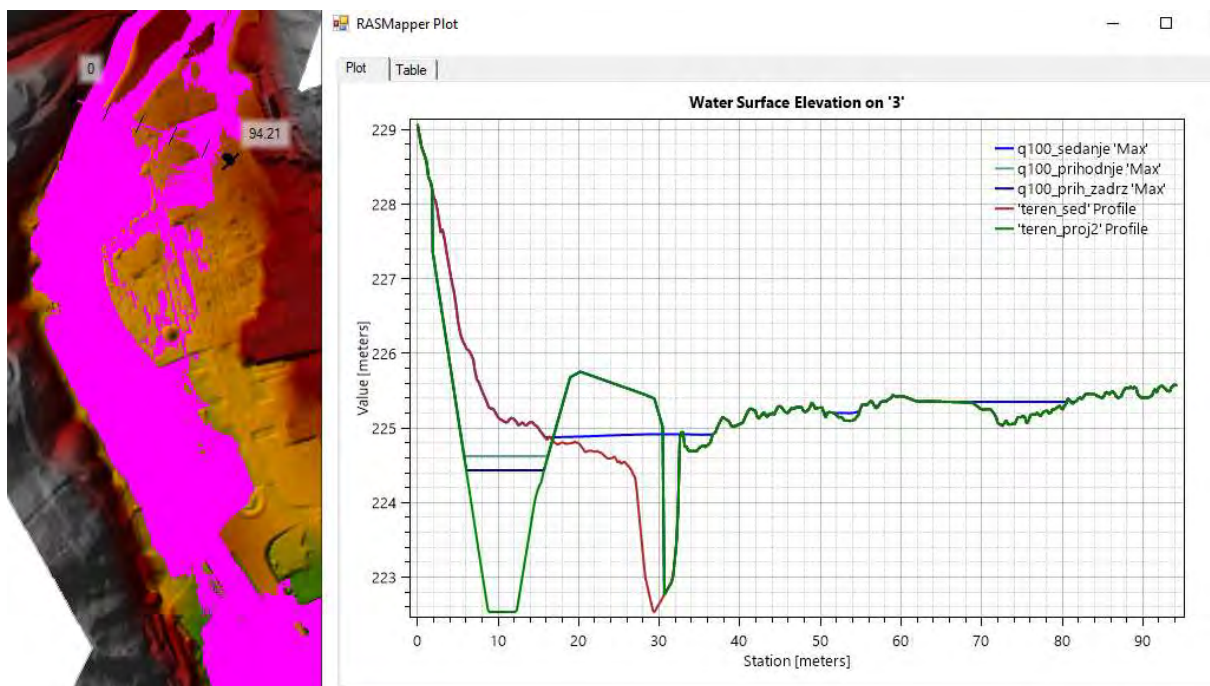 0
94.21
RASMapper Plot
Plot
Table
Water Surface Elevation on '3'
q100_sedanje 'Max'
q100_prihodnje 'Max'
q100_prih_zadrz 'Max'
'teren_sed' Profile
'teren_proj2' Profile
Value [meters]
229
228
227
226
225
224
223
0 10 20 30 40 50 60 70 80 90
Station [meters]